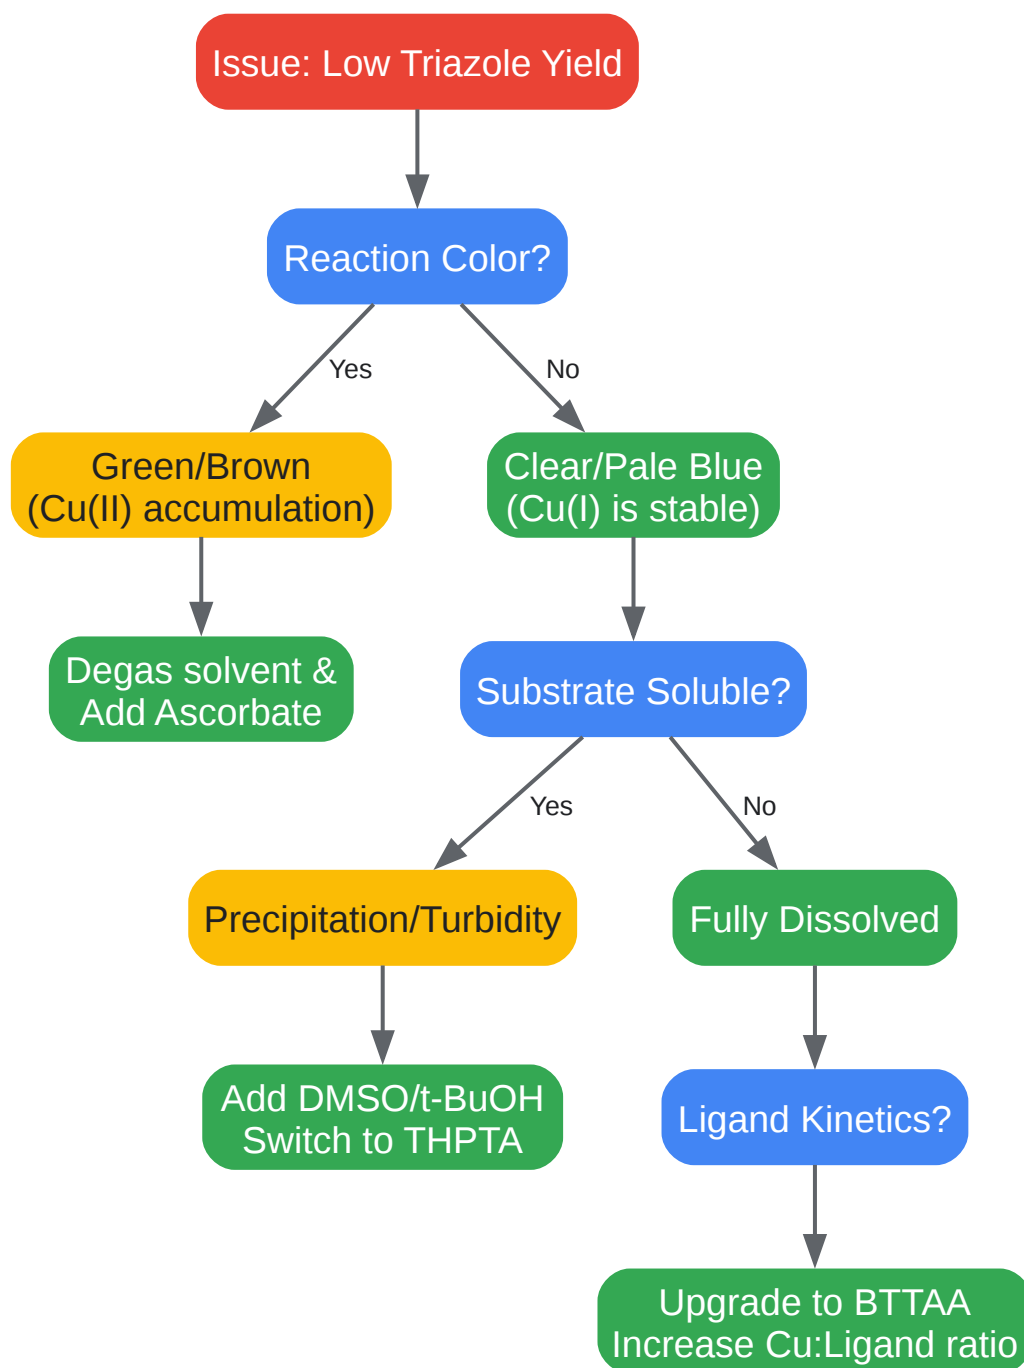 Issue: Low Triazole Yield
Reaction Color?
Yes
No
Green/Brown
(Cu(II) accumulation)
Clear/Pale Blue
(Cu(I) is stable)
Degas solvent &
Add Ascorbate
Substrate Soluble?
Yes
No
Precipitation/Turbidity
Fully Dissolved
Add DMSO/t-BuOH
Switch to THPTA
Ligand Kinetics?
Upgrade to BTTAA
Increase Cu:Ligand ratio